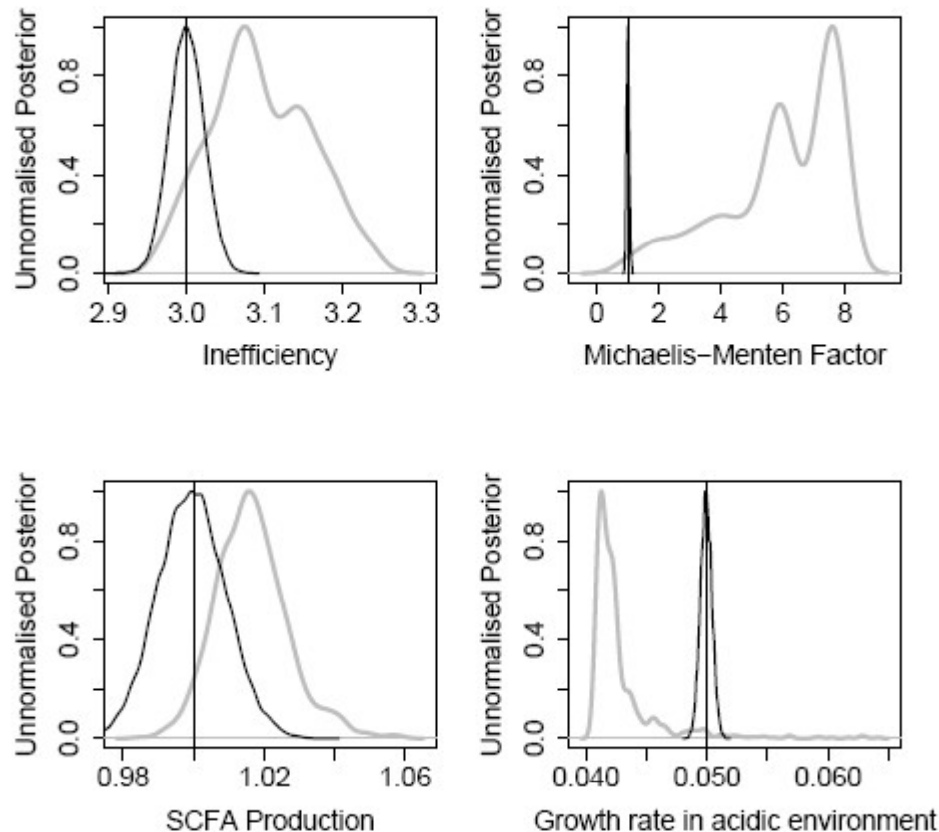 Unnormalised Posterior
0.0 0.4 0.8
2.9 3.0 3.1 3.2 3.3
Inefficiency
Unnormalised Posterior
0.0 0.4 0.8
0 2 4 6 8
Michaelis−Menten Factor
Unnormalised Posterior
0.0 0.4 0.8
0.98 1.02 1.06
SCFA Production
Unnormalised Posterior
0.0 0.4 0.8
0.040 0.050 0.060
Growth rate in acidic environment